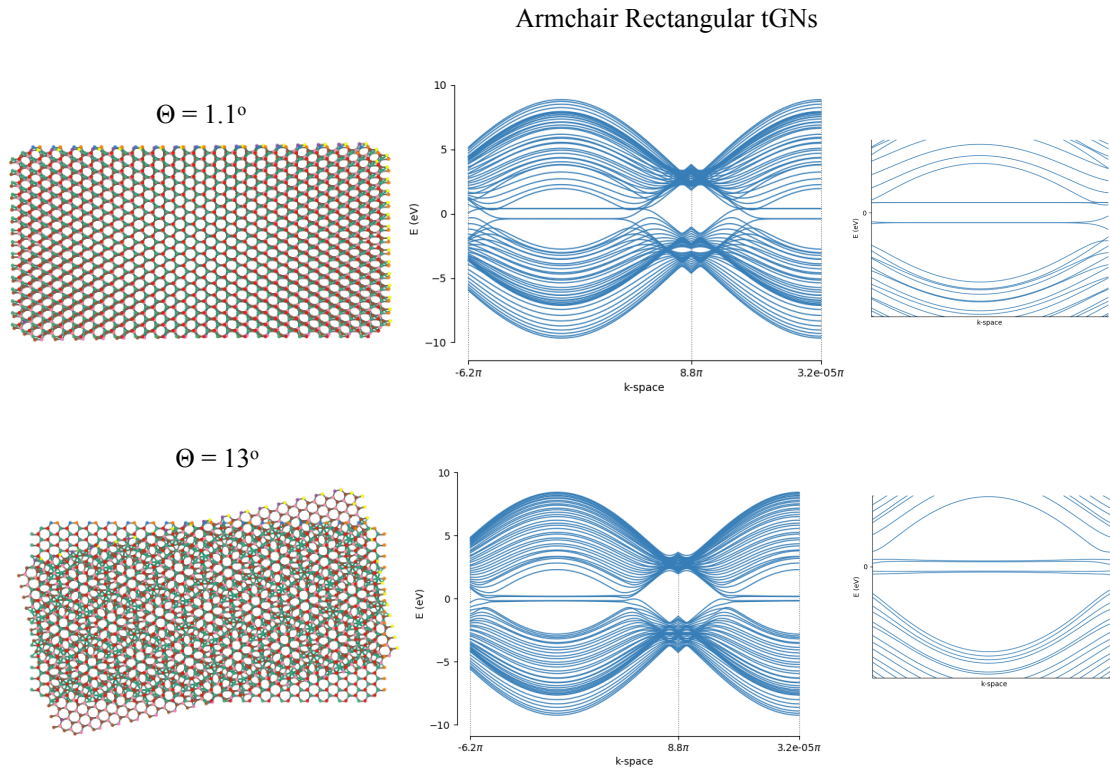 Armchair Rectangular tGNs
Θ = 1.1º
10
5
0
−5
−10
E (eV)
-6.2π
8.8π
3.2e-05π
k-space
0
E (eV)
k-space
Θ = 13º
10
5
0
−5
−10
E (eV)
-6.2π
8.8π
3.2e-05π
k-space
0
E (eV)
k-space